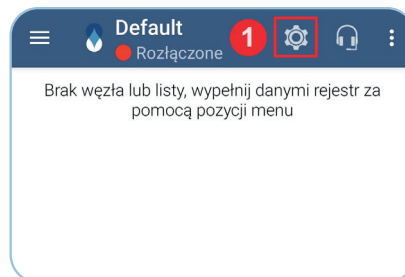 Default
Rozłączone
1
Brak węzła lub listy, wypełnij danymi rejestr za
pomocą pozycji menu